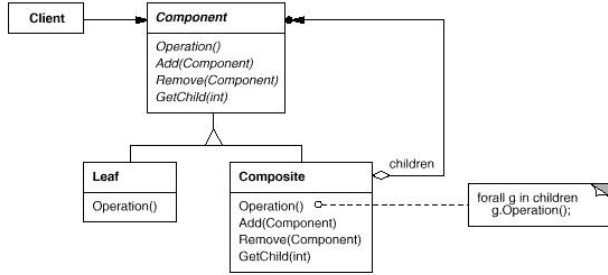 Client
Component
Operation()
Add(Component)
Remove(Component)
GetChild(int)
children
Leaf
Operation()
Composite
Operation()
Add(Component)
Remove(Component)
GetChild(int)
forall g in children
g.Operation();